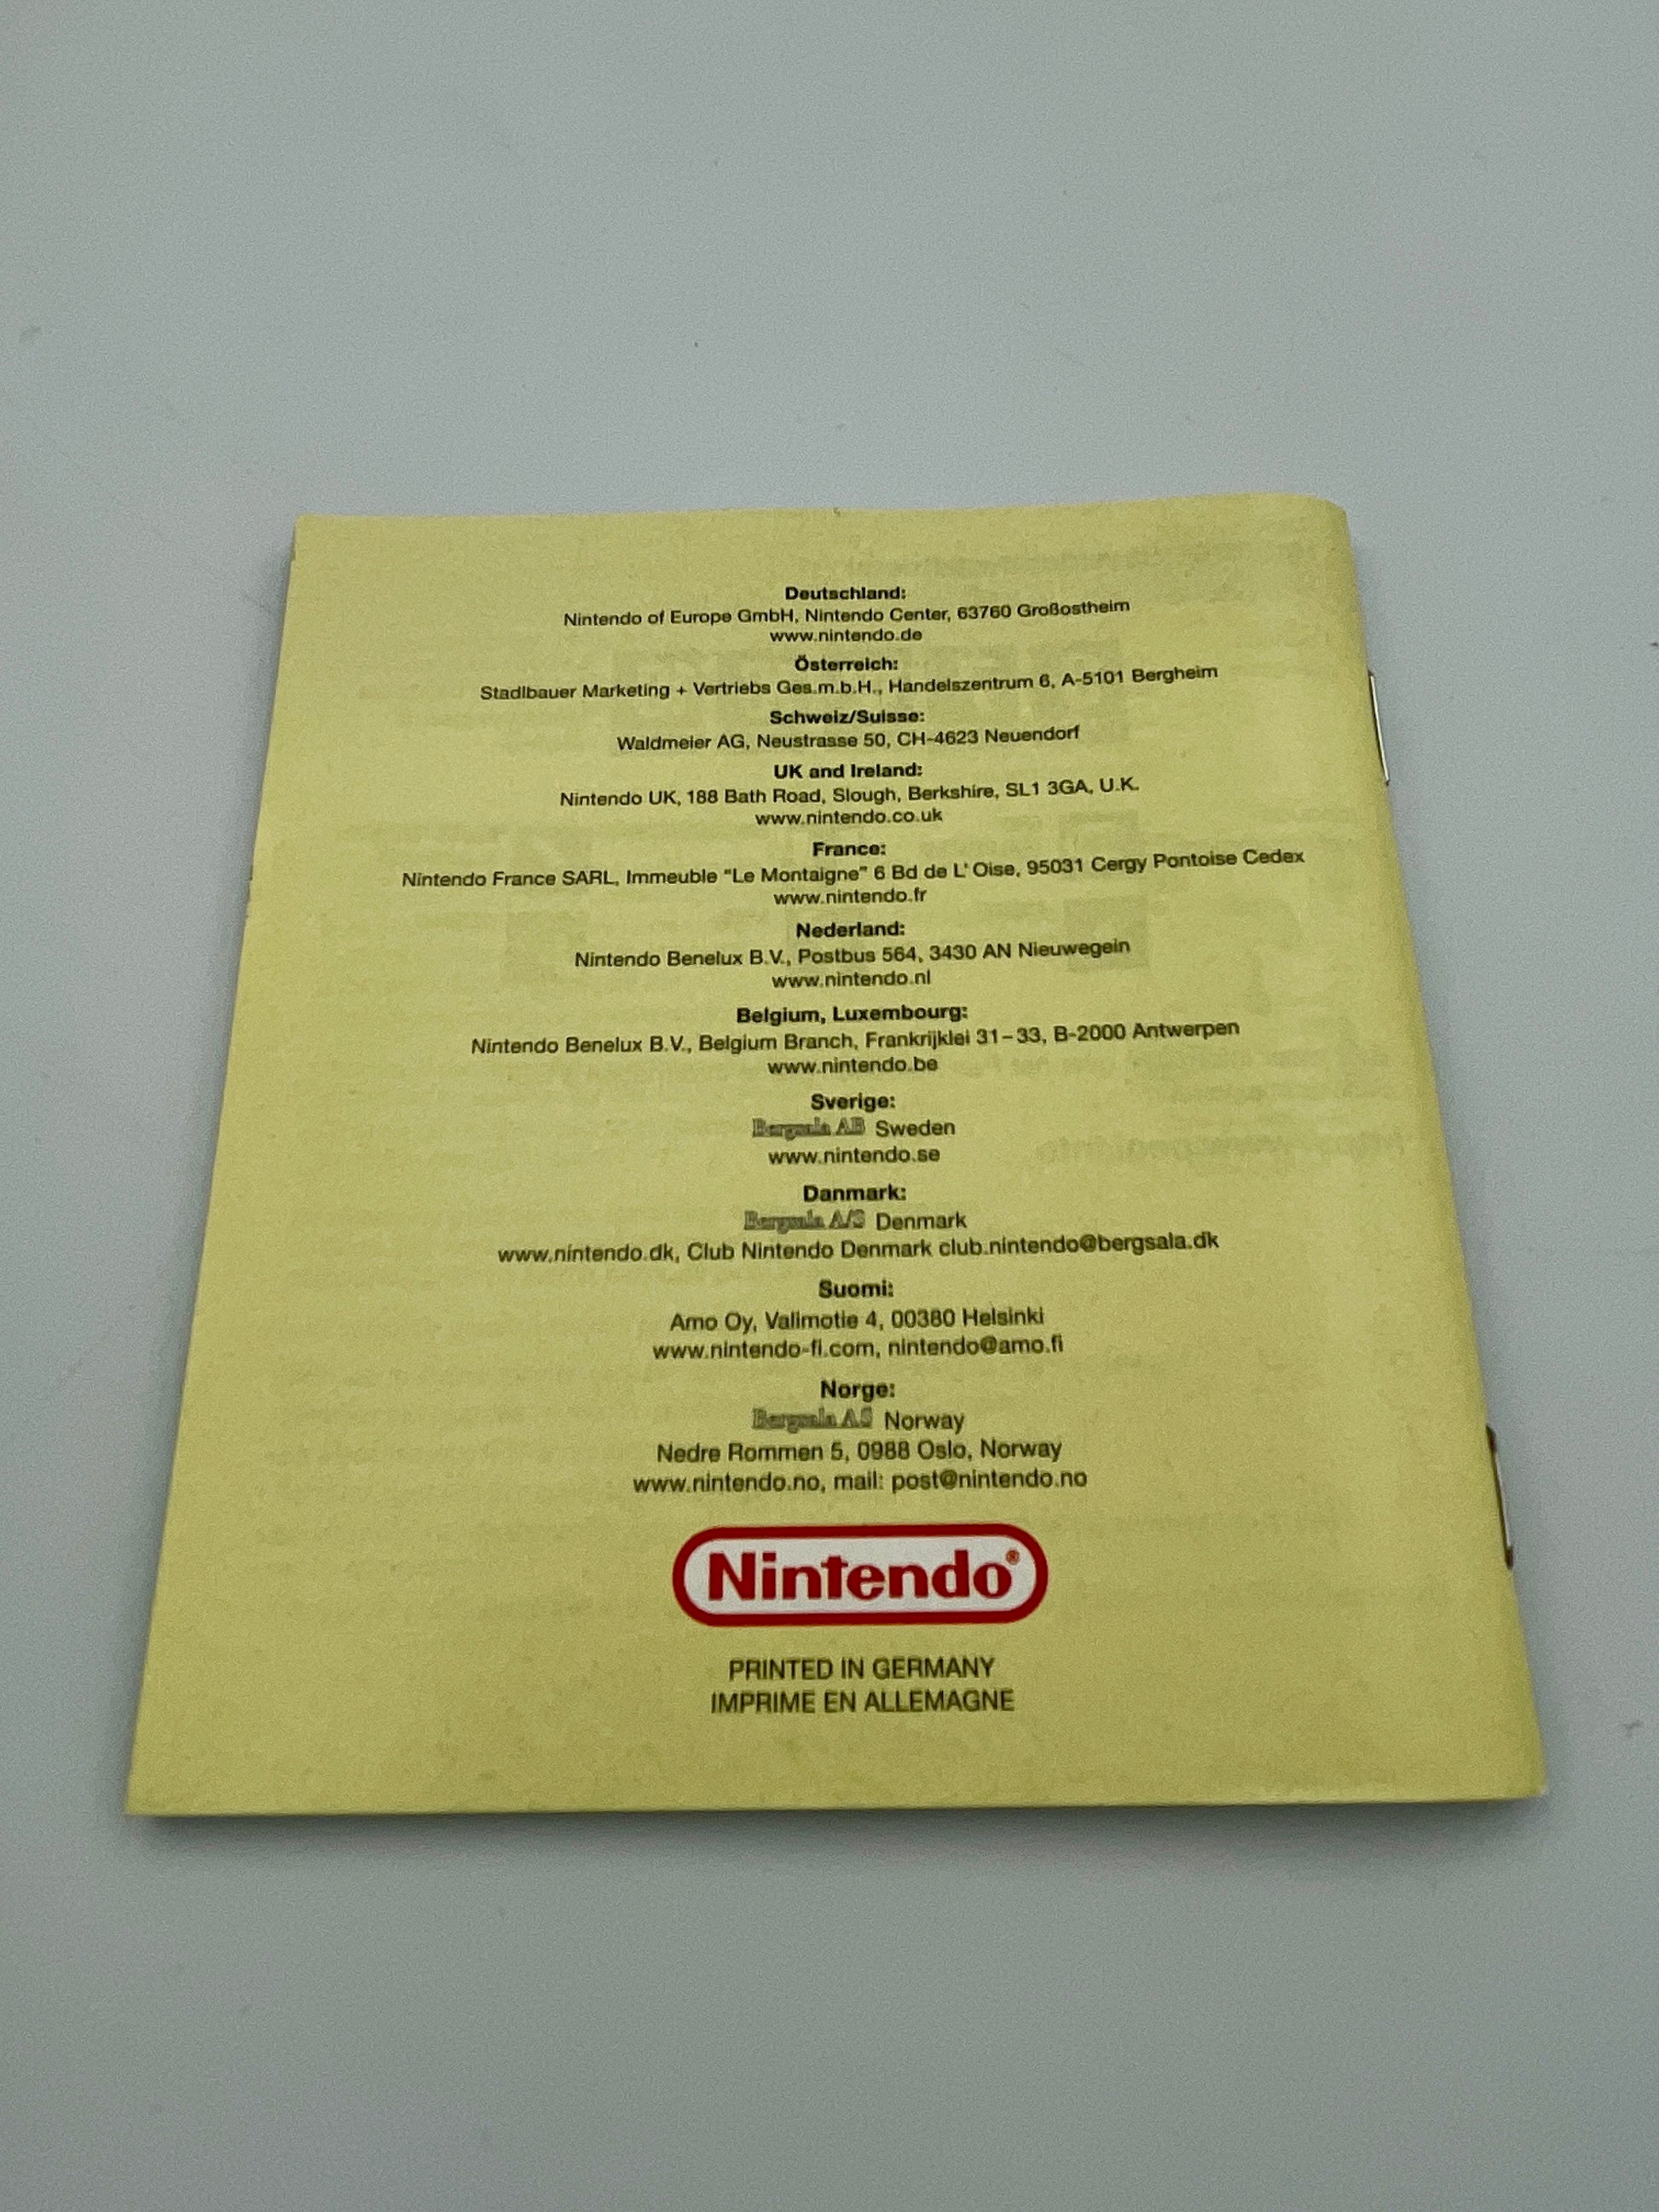 Deutschland:
Nintendo of Europe GmbH, Nintendo Center, 63760 Großostheim
www.nintendo.de
Österreich:
Stadlbauer Marketing + Vertriebs Ges.m.b.H., Handelszentrum 6, A-5101 Bergheim
Schweiz/Suisse:
Waldmeier AG, Neustrasse 50, CH-4623 Neuendorf
UK and Ireland:
Nintendo UK, 188 Bath Road, Slough, Berkshire, SL1 3GA, U.K.
www.nintendo.co.uk
France:
Nintendo France SARL, Immeuble "Le Montaigne" 6 Bd de L' Oise, 95031 Cergy Pontoise Cedex
www.nintendo.fr
Nederland:
Nintendo Benelux B.V., Postbus 564, 3430 AN Nieuwegein
www.nintendo.nl
Belgium, Luxembourg:
Nintendo Benelux B.V., Belgium Branch, Frankrijklei 31–33, B-2000 Antwerpen
www.nintendo.be
Sverige:
Bergsala AB Sweden
www.nintendo.se
Danmark:
Bergsala A/S Denmark
www.nintendo.dk, Club Nintendo Denmark club.nintendo@bergsala.dk
Suomi:
Amo Oy, Valimotie 4, 00380 Helsinki
www.nintendo-fi.com, nintendo@amo.fi
Norge:
Bergsala AS Norway
Nedre Rommen 5, 0988 Oslo, Norway
www.nintendo.no, mail: post@nintendo.no
Nintendo®
PRINTED IN GERMANY
IMPRIME EN ALLEMAGNE